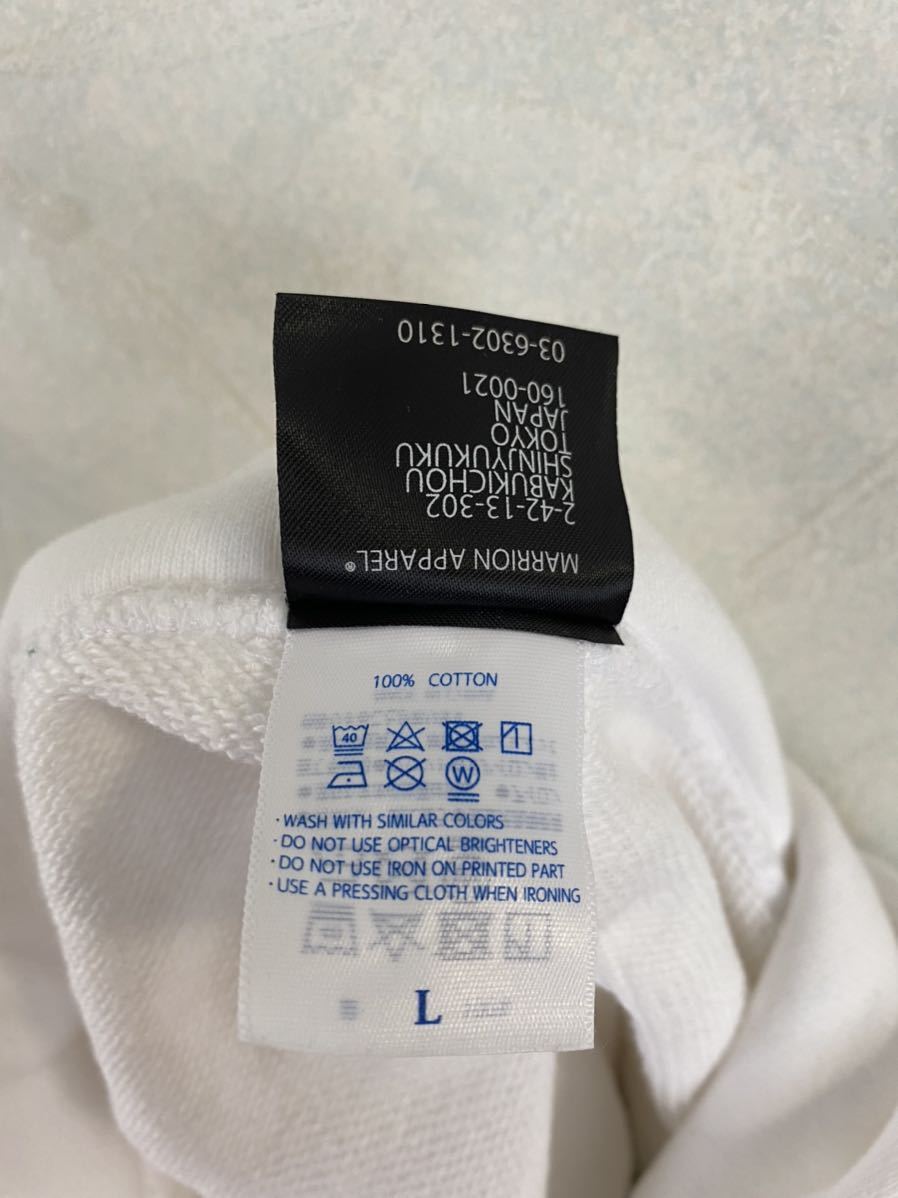 MARRION APPAREL®
2-42-13-302
KABUKICHOU
SHINJYUKUKU
TOKYO
JAPAN
160-0021
03-6302-1310
100% COTTON
40
W
· WASH WITH SIMILAR COLORS
· DO NOT USE OPTICAL BRIGHTENERS
· DO NOT USE IRON ON PRINTED PART
· USE A PRESSING CLOTH WHEN IRONING
L